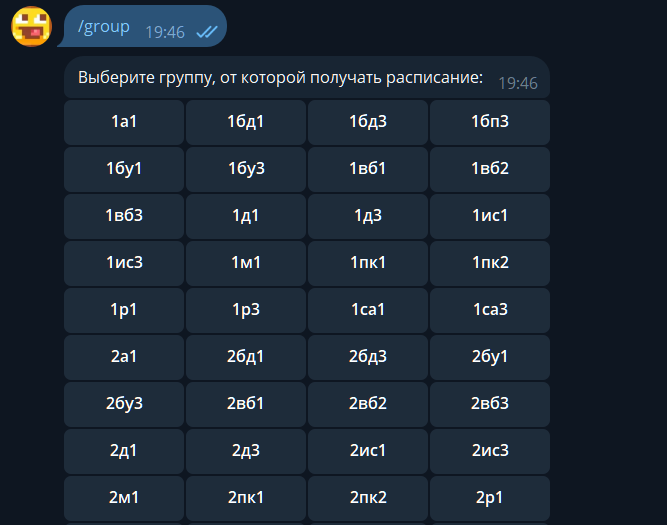 /group 19:46
Выберите группу, от которой получать расписание: 19:46
1а1 1бд1 1бд3 1бп3
1бу1 1бу3 1вб1 1вб2
1вб3 1д1 1д3 1ис1
1ис3 1м1 1пк1 1пк2
1р1 1р3 1са1 1са3
2а1 2бд1 2бд3 2бу1
2бу3 2вб1 2вб2 2вб3
2д1 2д3 2ис1 2ис3
2м1 2пк1 2пк2 2р1